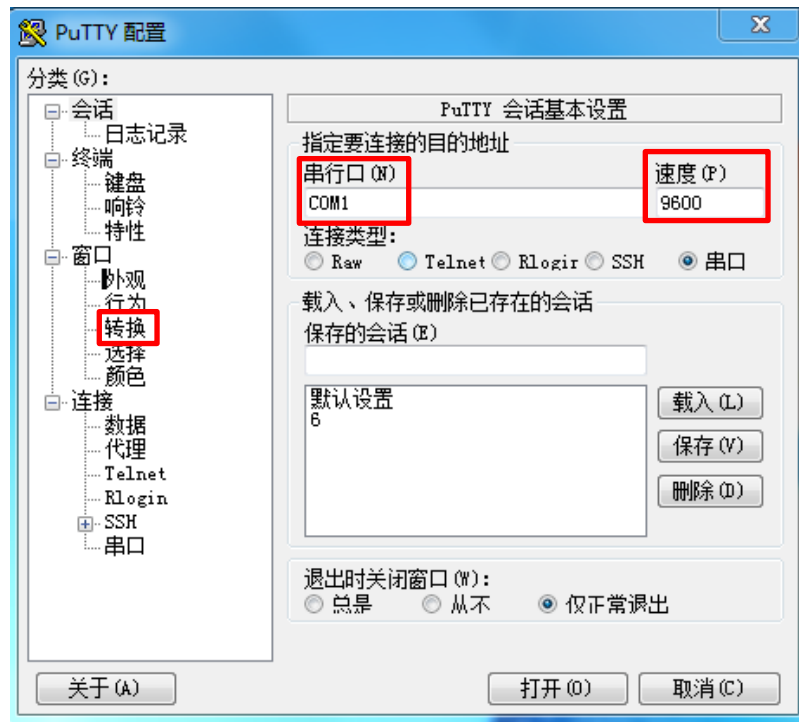 PuTTY 配置
分类(G):
会话
日志记录
终端
键盘
响铃
特性
窗口
外观
行为
转换
选择
颜色
连接
数据
代理
Telnet
Rlogin
SSH
串口
PuTTY 会话基本设置
指定要连接的目的地址
串行口(N) 速度(P)
COM1 9600
连接类型:
Raw Telnet Rlogir SSH 串口
载入、保存或删除已存在的会话
保存的会话(E)
默认设置
6
载入(L)
保存(V)
删除(D)
退出时关闭窗口(W):
总是 从不 仅正常退出
关于(A) 打开(O) 取消(C)